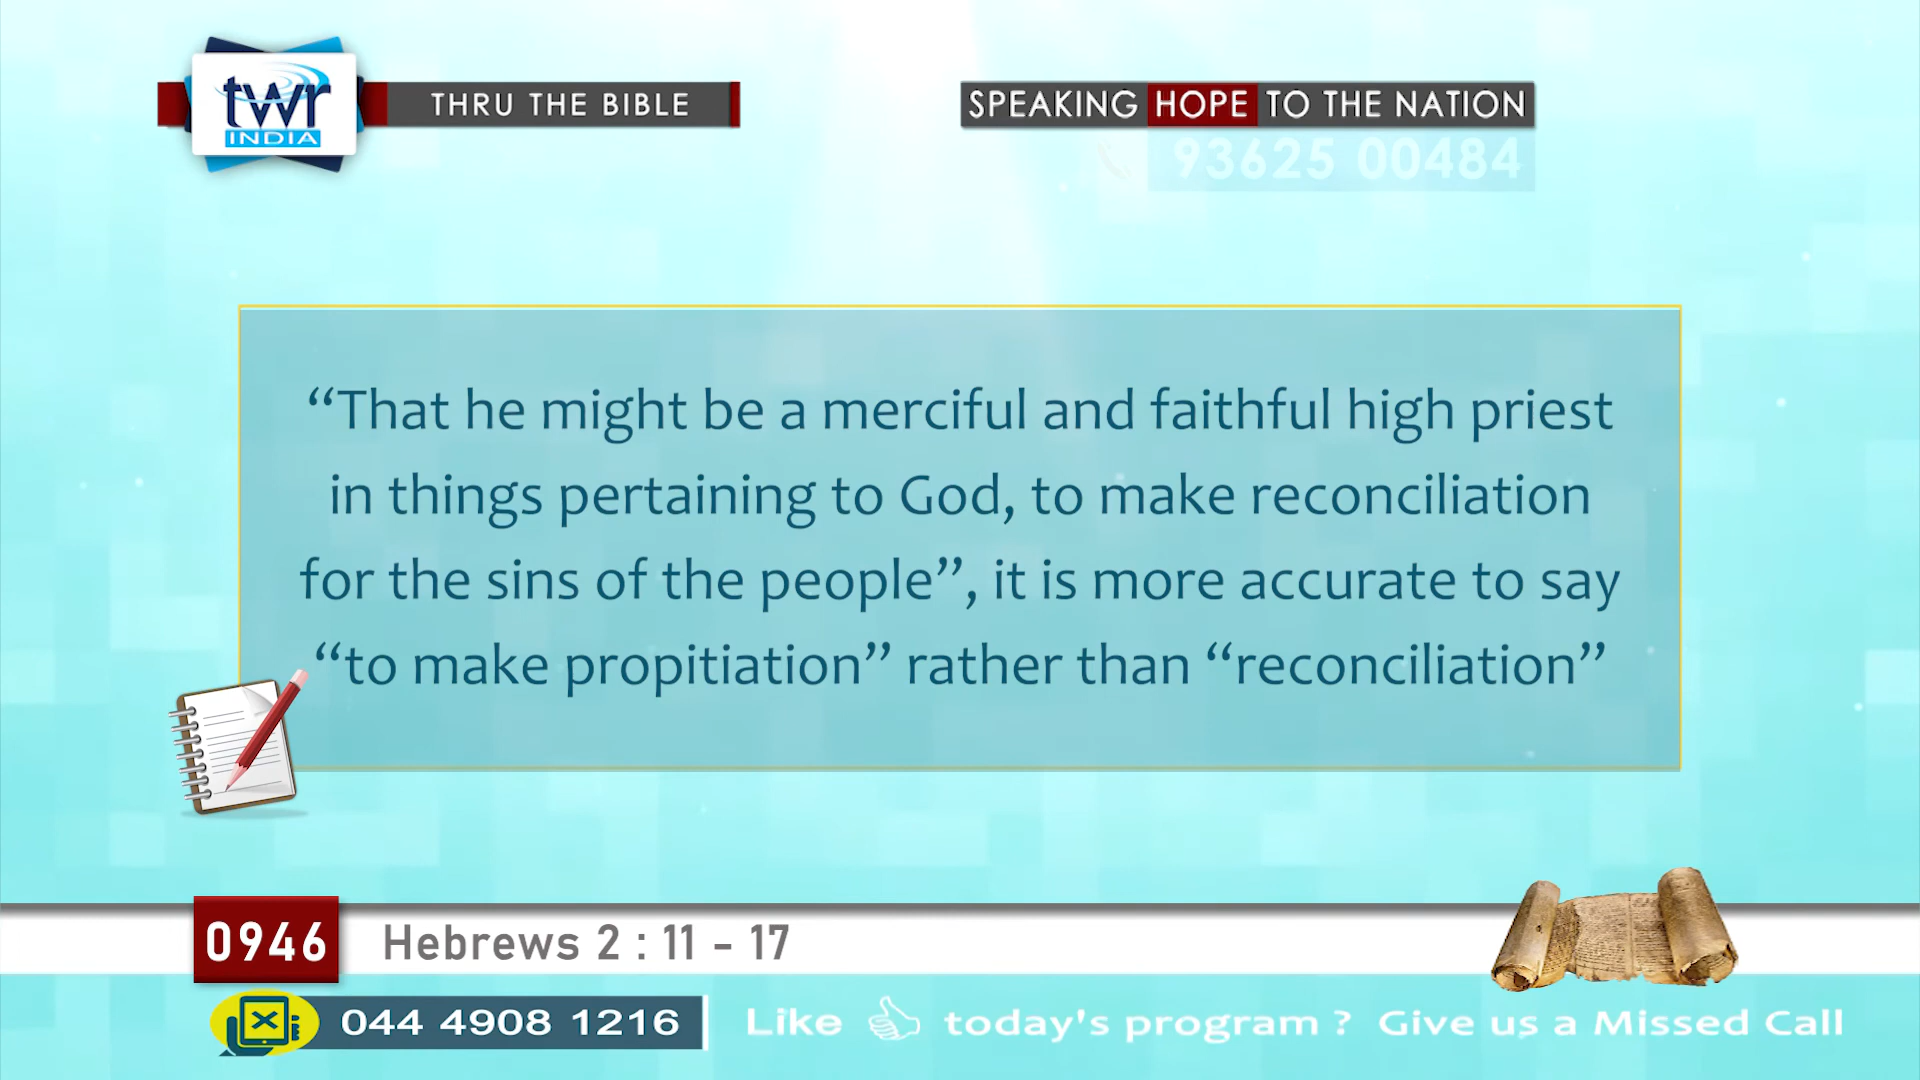 twr
INDIA
THRU THE BIBLE
SPEAKING HOPE TO THE NATION
93625 00484
“That he might be a merciful and faithful high priest
in things pertaining to God, to make reconciliation
for the sins of the people”, it is more accurate to say
“to make propitiation” rather than “reconciliation”
0946
Hebrews 2 : 11 - 17
044 4908 1216
Like today's program ? Give us a Missed Call